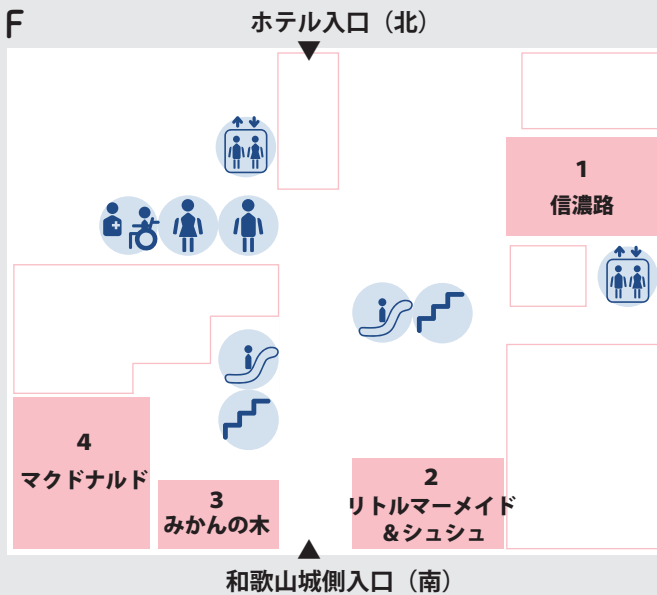 F
ホテル入口（北）
1
信濃路
4
マクドナルド
3
みかんの木
2
リトルマーメイド
&シュシュ
和歌山城側入口（南）